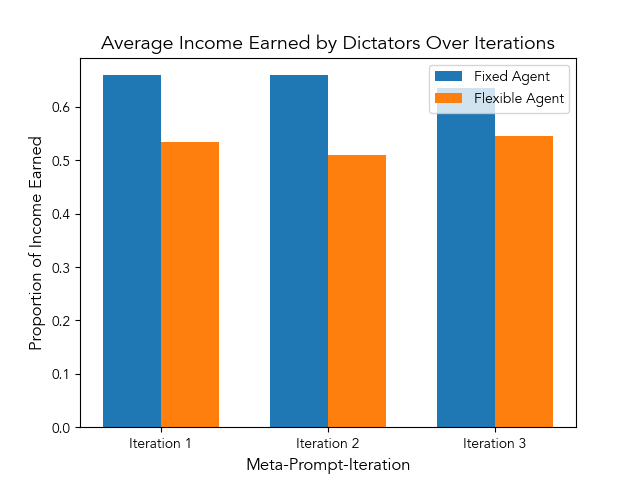 Average Income Earned by Dictators Over Iterations
Fixed Agent
Flexible Agent
Proportion of Income Earned
0.6
0.5
0.4
0.3
0.2
0.1
0.0
Iteration 1
Iteration 2
Iteration 3
Meta-Prompt-Iteration